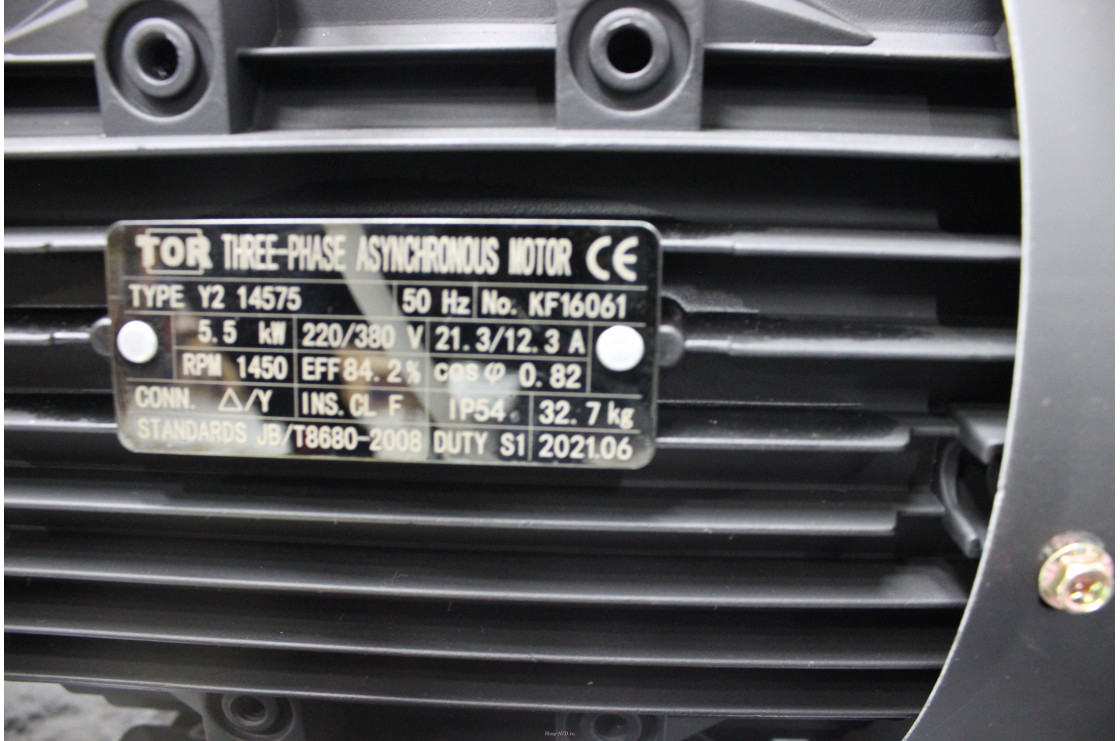 TOR THREE-PHASE ASYNCHRONOUS MOTOR CE
TYPE Y2 14575 50 Hz No. KF16061
5.5 kW 220/380 V 21.3/12.3 A
RPM 1450 EFF 84.2% cosφ 0.82
CONN. △/Y INS.CL F IP54 32.7kg
STANDARDS JB/T8680-2008 DUTY S1 2021.06